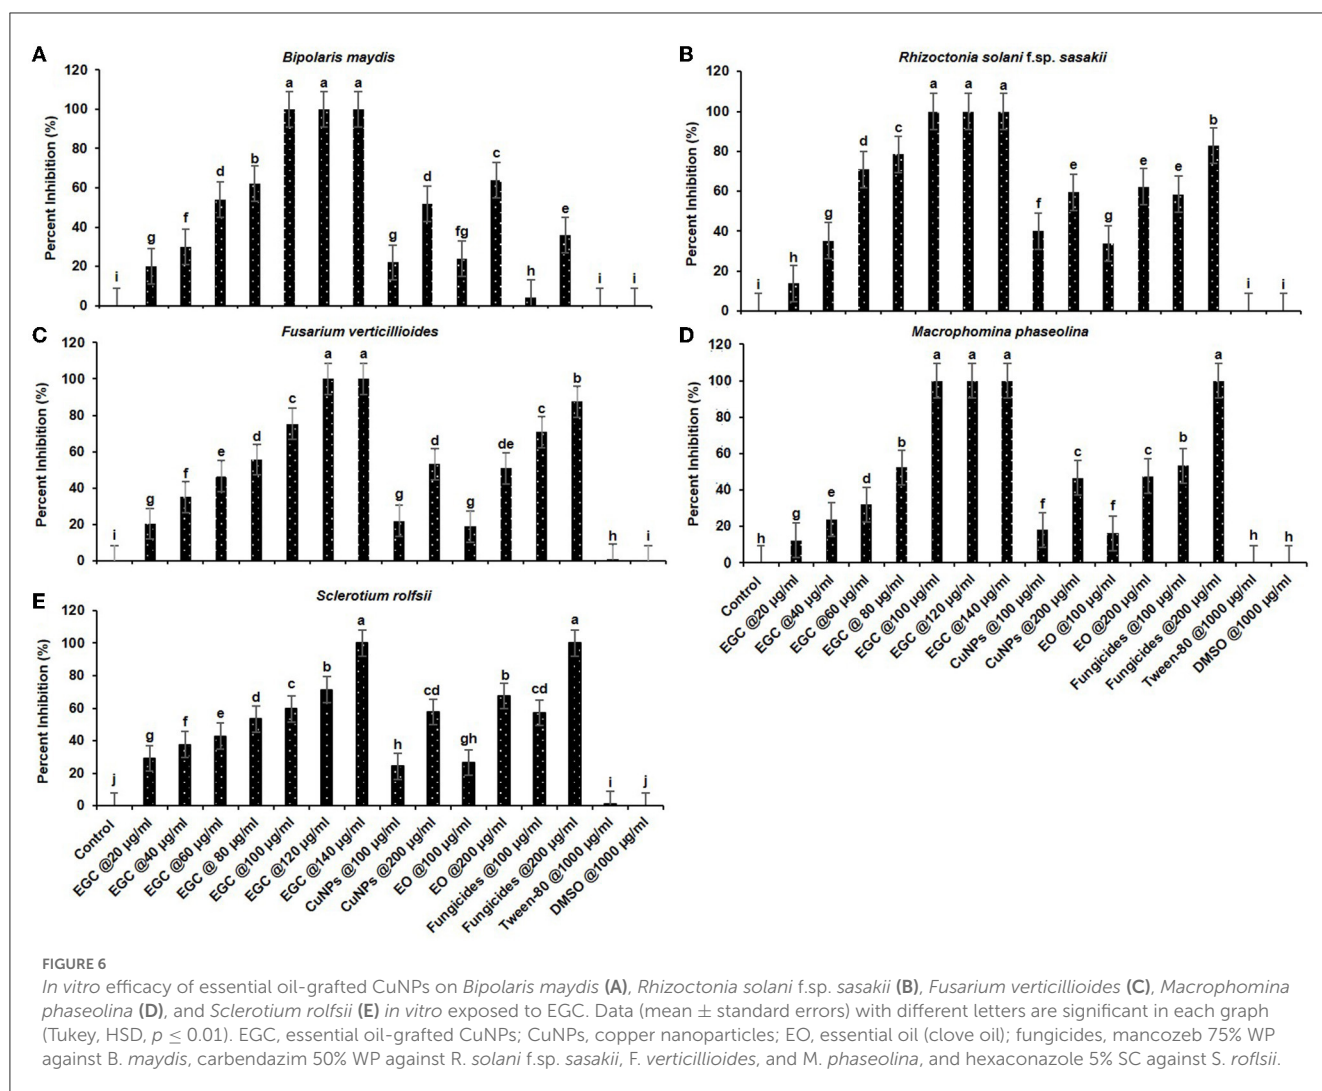 A
Bipolaris maydis
Percent Inhibition (%)
120
100
80
60
40
20
0
i
g
f
d
b
a
a
a
g
d
fg
c
h
e
i
i
B
Rhizoctonia solani f.sp. sasakii
Percent Inhibition (%)
120
100
80
60
40
20
0
i
h
g
d
c
a
a
a
f
e
g
e
e
b
i
i
C
Fusarium verticillioides
Percent Inhibition (%)
120
100
80
60
40
20
0
i
g
f
e
d
c
a
a
g
d
g
de
c
b
h
i
D
Macrophomina phaseolina
Percent Inhibition (%)
120
100
80
60
40
20
0
h
g
e
d
b
a
a
a
f
c
f
c
b
a
h
h
Control
EGC @20 µg/ml
EGC @40 µg/ml
EGC @60 µg/ml
EGC @ 80 µg/ml
EGC @100 µg/ml
EGC @120 µg/ml
EGC @140 µg/ml
CuNPs @100 µg/ml
CuNPs @200 µg/ml
EO @100 µg/ml
EO @200 µg/ml
Fungicides @100 µg/ml
Fungicides @200 µg/ml
Tween-80 @1000 µg/ml
DMSO @1000 µg/ml
E
Sclerotium rolfsii
Percent Inhibition (%)
120
100
80
60
40
20
0
j
g
f
e
d
c
b
a
h
cd
gh
b
cd
a
i
j
Control
EGC @20 µg/ml
EGC @40 µg/ml
EGC @60 µg/ml
EGC @ 80 µg/ml
EGC @100 µg/ml
EGC @120 µg/ml
EGC @140 µg/ml
CuNPs @100 µg/ml
CuNPs @200 µg/ml
EO @100 µg/ml
EO @200 µg/ml
Fungicides @100 µg/ml
Fungicides @200 µg/ml
Tween-80 @1000 µg/ml
DMSO @1000 µg/ml
FIGURE 6
In vitro efficacy of essential oil-grafted CuNPs on Bipolaris maydis (A), Rhizoctonia solani f.sp. sasakii (B), Fusarium verticillioides (C), Macrophomina
phaseolina (D), and Sclerotium rolfsii (E) in vitro exposed to EGC. Data (mean ± standard errors) with different letters are significant in each graph
(Tukey, HSD, p ≤ 0.01). EGC, essential oil-grafted CuNPs; CuNPs, copper nanoparticles; EO, essential oil (clove oil); fungicides, mancozeb 75% WP
against B. maydis, carbendazim 50% WP against R. solani f.sp. sasakii, F. verticillioides, and M. phaseolina, and hexaconazole 5% SC against S. roflsii.